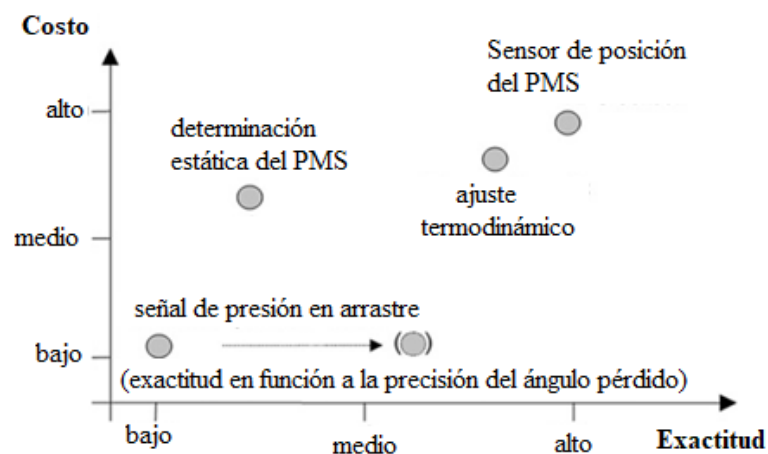 Costo
Sensor de posición
del PMS
alto
determinación
estática del PMS
ajuste
termodinámico
medio
señal de presión en arrastre
( )
bajo
(exactitud en función a la precisión del ángulo pérdido)
bajo
medio
alto
Exactitud